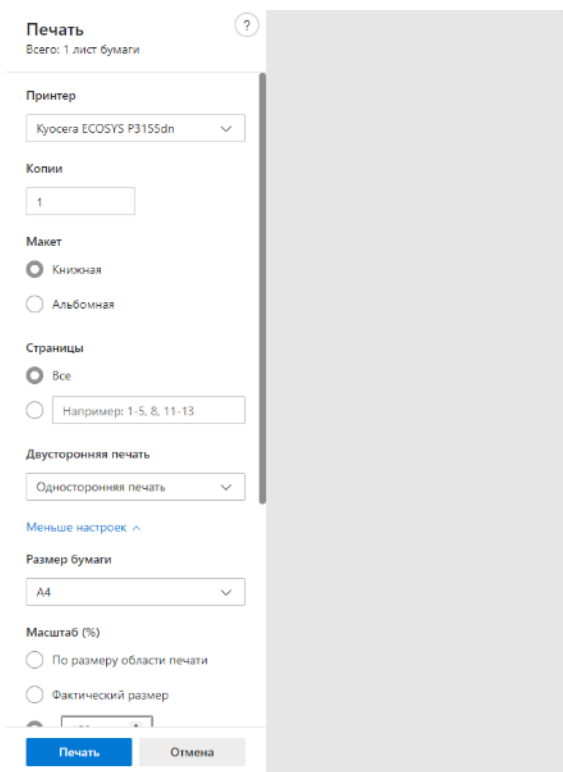 Печать
?
Всего: 1 лист бумаги
Принтер
Kyocera ECOSYS P3155dn
Копии
1
Макет
Книжная
Альбомная
Страницы
Все
Например: 1-5, 8, 11-13
Двусторонняя печать
Односторонняя печать
Меньше настроек
Размер бумаги
A4
Масштаб (%)
По размеру области печати
Фактический размер
Печать Отмена